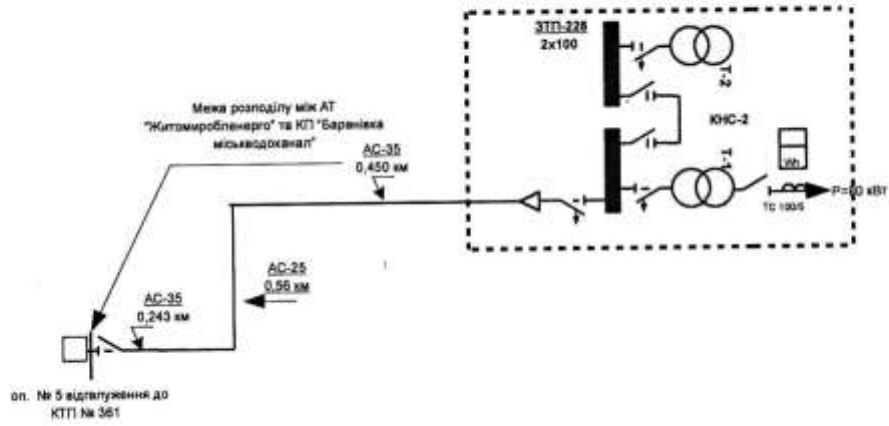 ЗТП-228
2x100
Т-2
Межа розподілу між АТ
"Житомиробленерго" та КП "Баранівка
міськводоканал"
КНС-2
АС-35
0,450 км
Т-1
Wh
ТС 100/5
кВт
АС-25
0,56 км
АС-35
0,243 км
оп. № 5 відгалуження до
КТП № 361